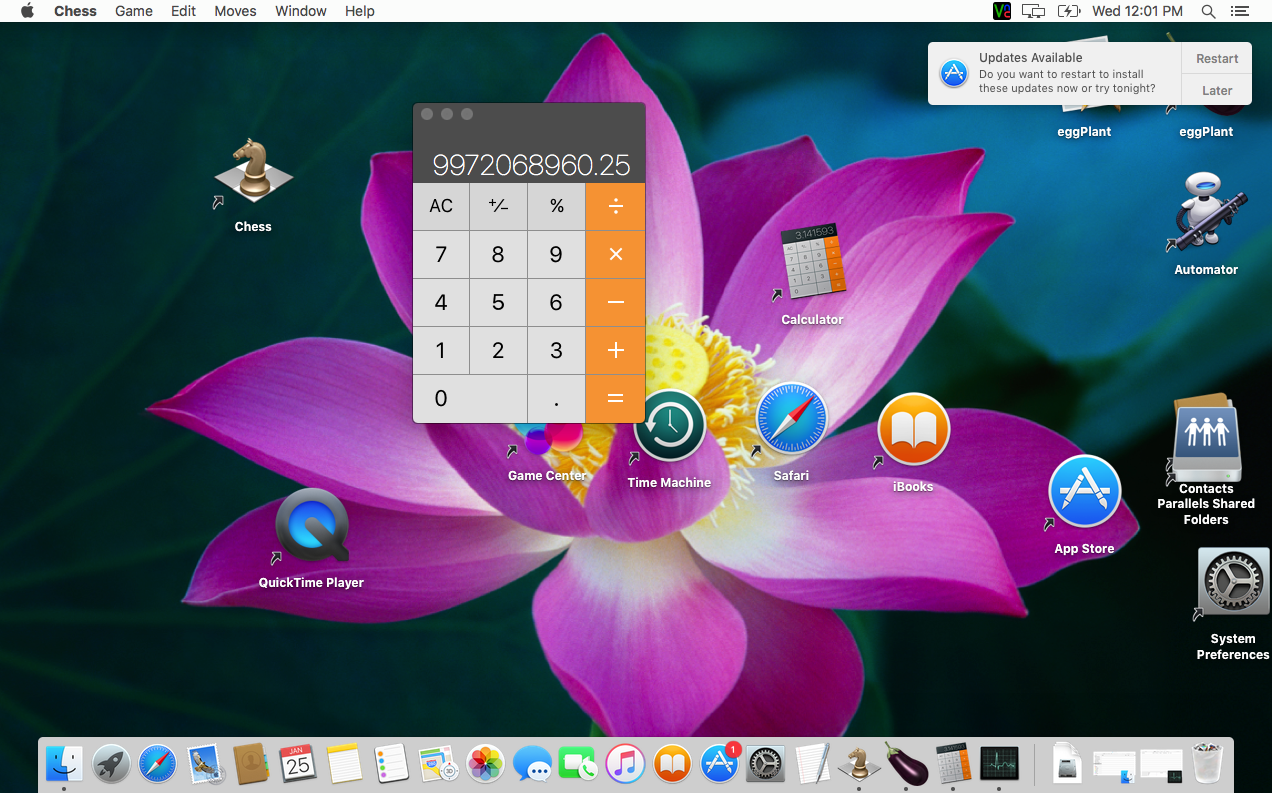 Chess Game Edit Moves Window Help Wed 12:01 PM
Updates Available
Do you want to restart to install
these updates now or try tonight?
Restart
Later
eggPlant
eggPlant
9972068960.25
AC +⁄− % ÷
7 8 9 ×
4 5 6 −
1 2 3 +
0 . =
Chess
3.141593
Calculator
Automator
Game Center
Time Machine
Safari
iBooks
Contacts
Parallels Shared
Folders
App Store
QuickTime Player
System
Preferences
JAN
25
1